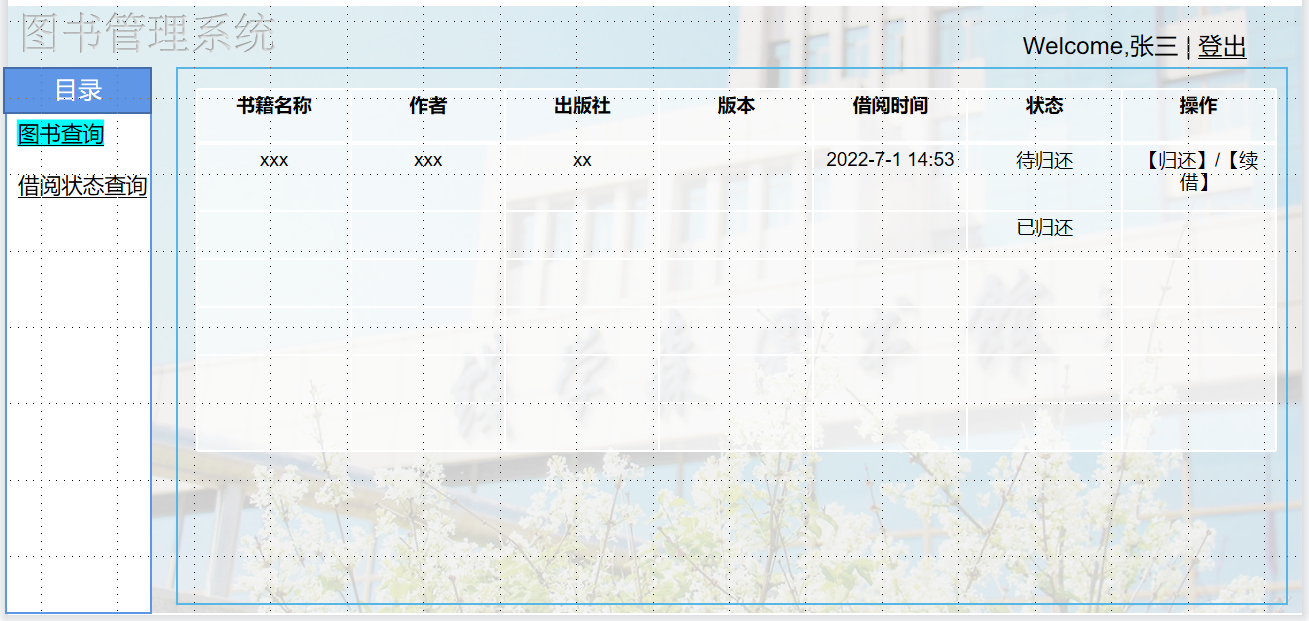 图书管理系统
Welcome,张三 | 登出
目录
图书查询
借阅状态查询
书籍名称 作者 出版社 版本 借阅时间 状态 操作
xxx xxx xx 2022-7-1 14:53 待归还 【归还】/【续
借】
已归还